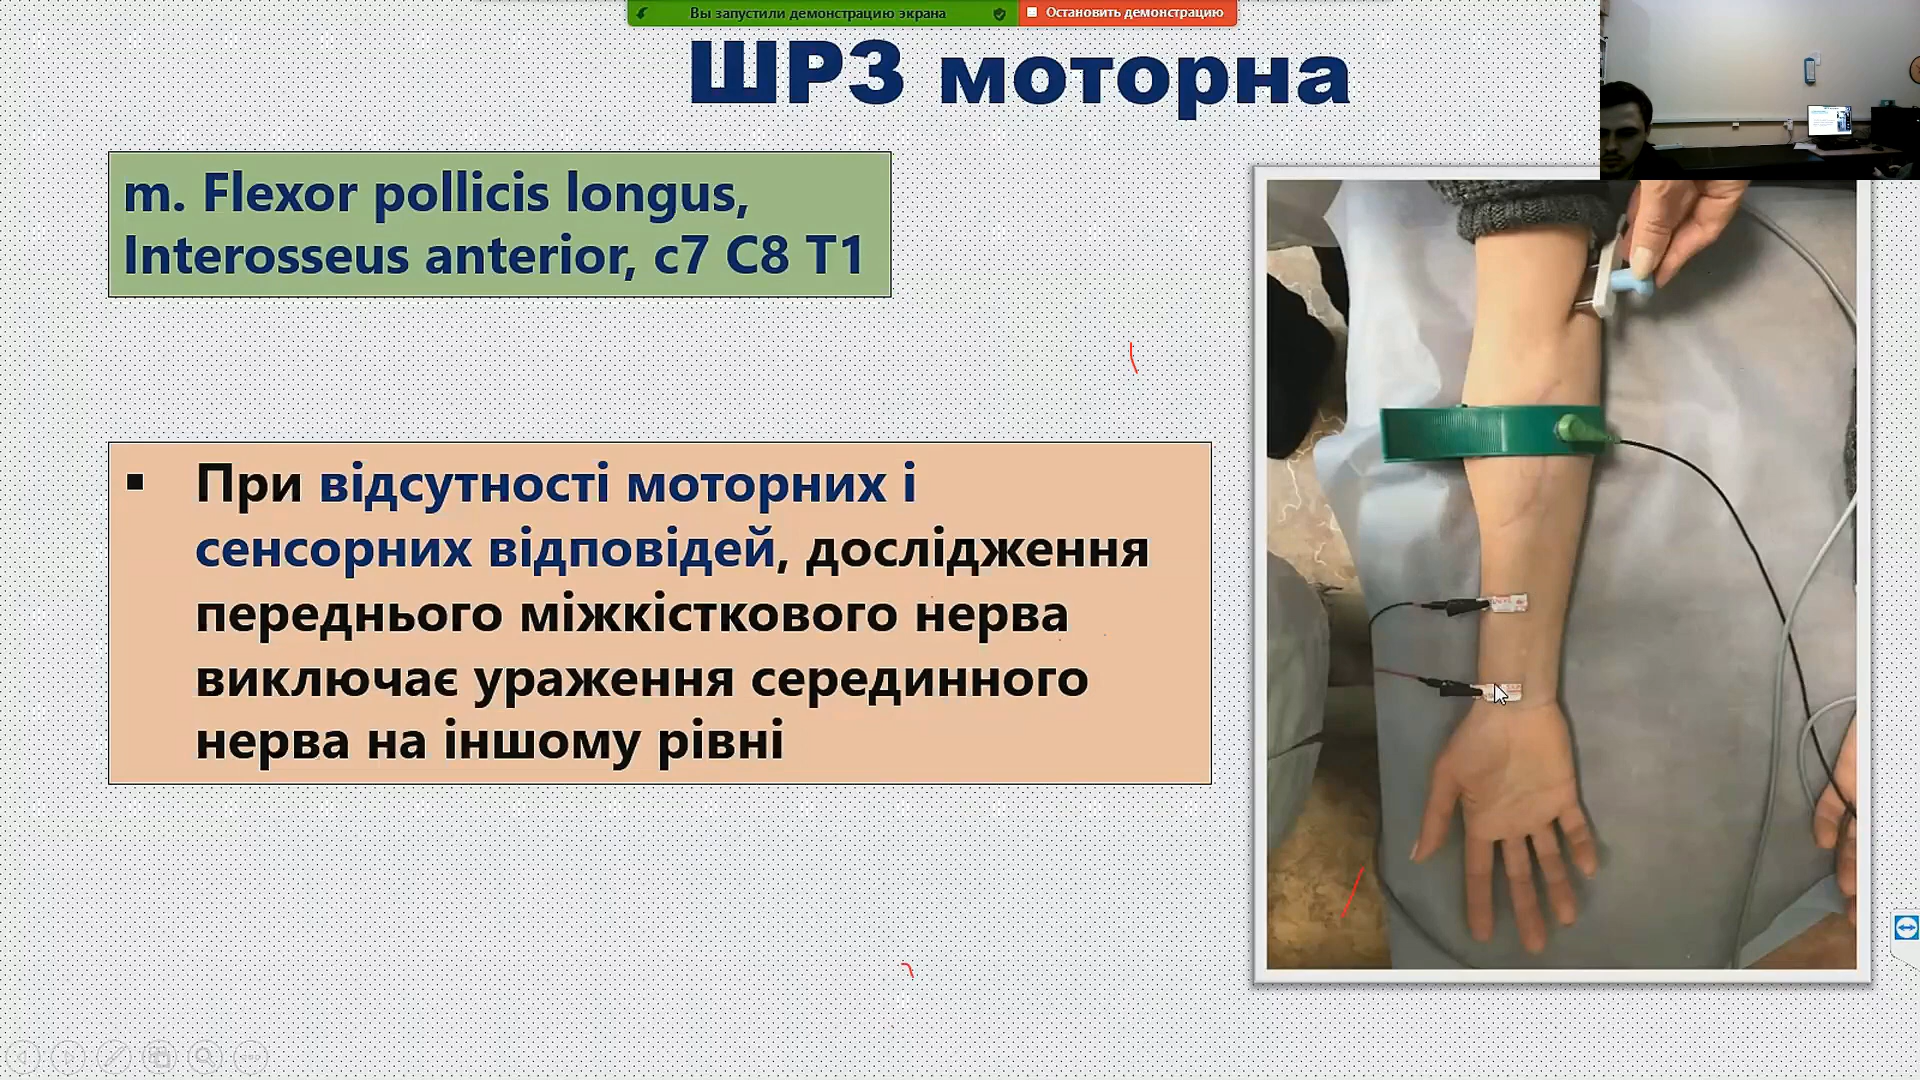 Вы запустили демонстрацию экрана
Остановить демонстрацию
ШРЗ моторна
m. Flexor pollicis longus,
Interosseus anterior, c7 C8 T1
▪ При відсутності моторних і
сенсорних відповідей, дослідження
переднього міжкісткового нерва
виключає ураження серединного
нерва на іншому рівні